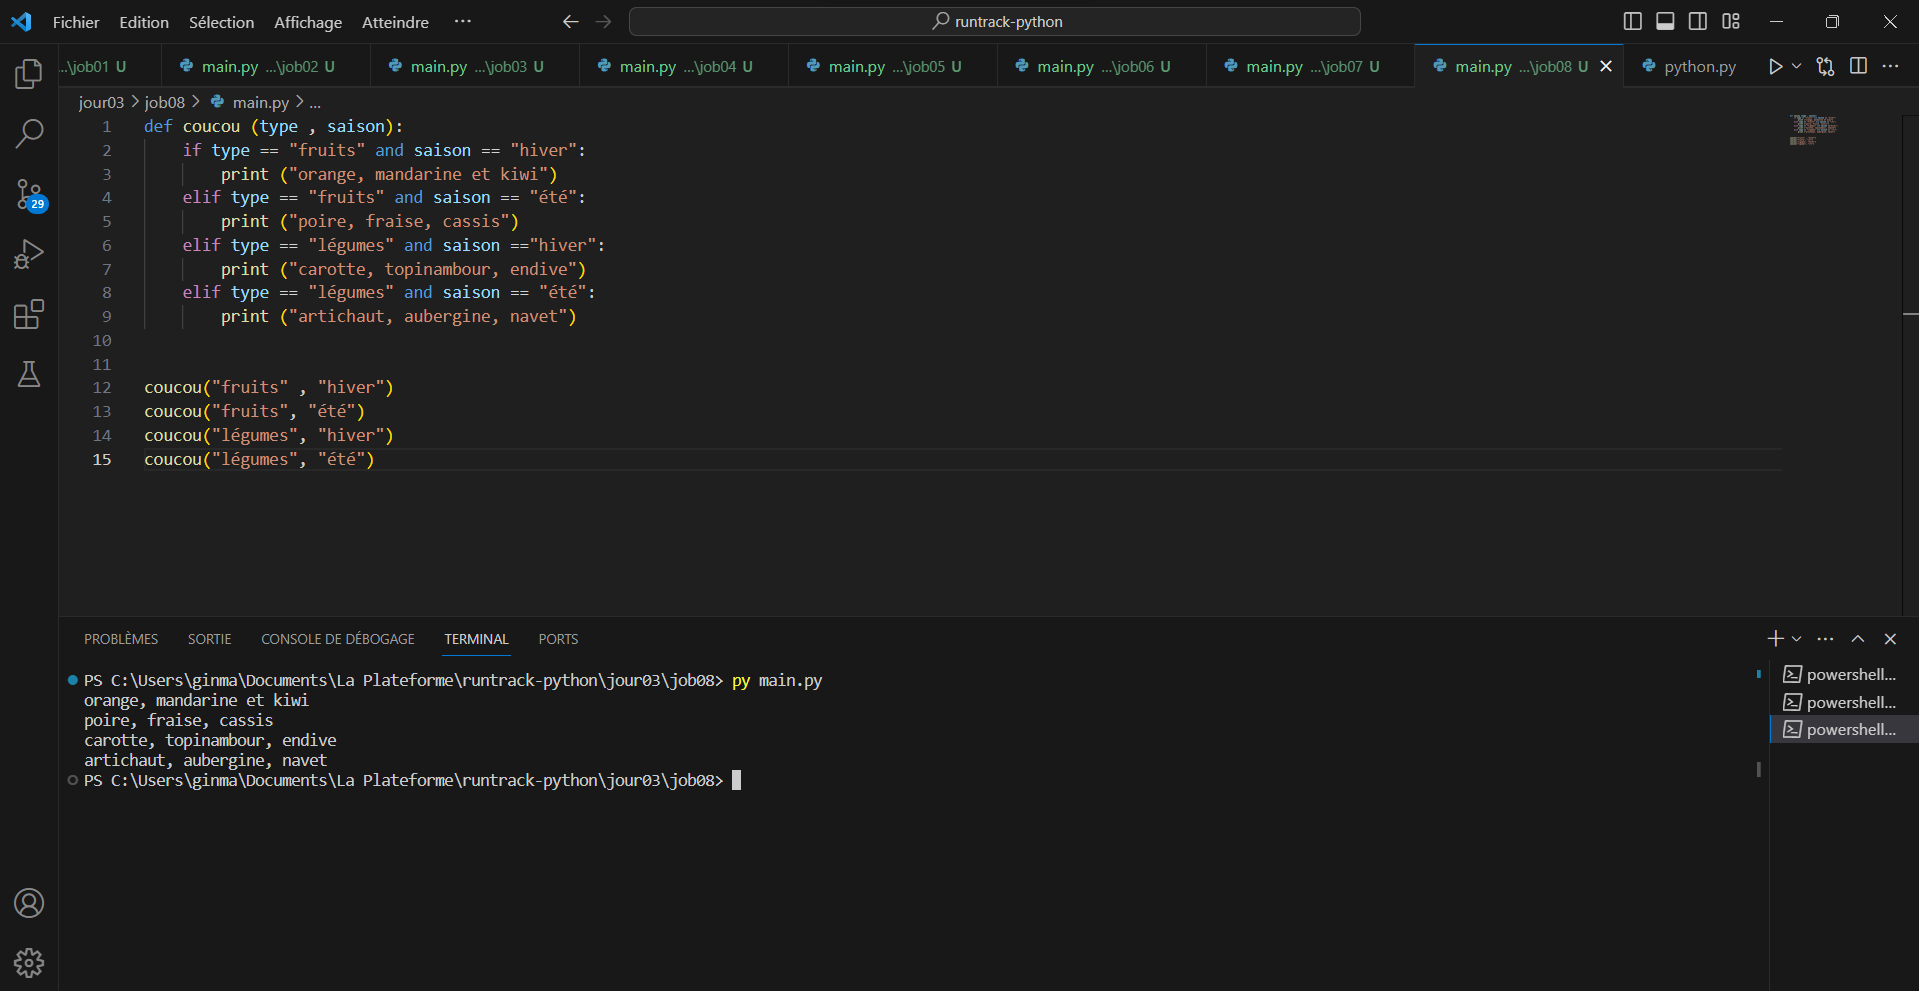 Fichier Edition Sélection Affichage Atteindre ··· runtrack-python
...\job01 U main.py ...\job02 U main.py ...\job03 U main.py ...\job04 U main.py ...\job05 U main.py ...\job06 U main.py ...\job07 U main.py ...\job08 U python.py
jour03 > job08 > main.py > ...
1 def coucou (type , saison):
2 if type == "fruits" and saison == "hiver":
3 print ("orange, mandarine et kiwi")
4 elif type == "fruits" and saison == "été":
5 print ("poire, fraise, cassis")
6 elif type == "légumes" and saison =="hiver":
7 print ("carotte, topinambour, endive")
8 elif type == "légumes" and saison == "été":
9 print ("artichaut, aubergine, navet")
10
11
12 coucou("fruits" , "hiver")
13 coucou("fruits", "été")
14 coucou("légumes", "hiver")
15 coucou("légumes", "été")
29
PROBLÈMES SORTIE CONSOLE DE DÉBOGAGE TERMINAL PORTS
PS C:\Users\ginma\Documents\La Plateforme\runtrack-python\jour03\job08> py main.py
orange, mandarine et kiwi
poire, fraise, cassis
carotte, topinambour, endive
artichaut, aubergine, navet
PS C:\Users\ginma\Documents\La Plateforme\runtrack-python\jour03\job08>
powershell...
powershell...
powershell...